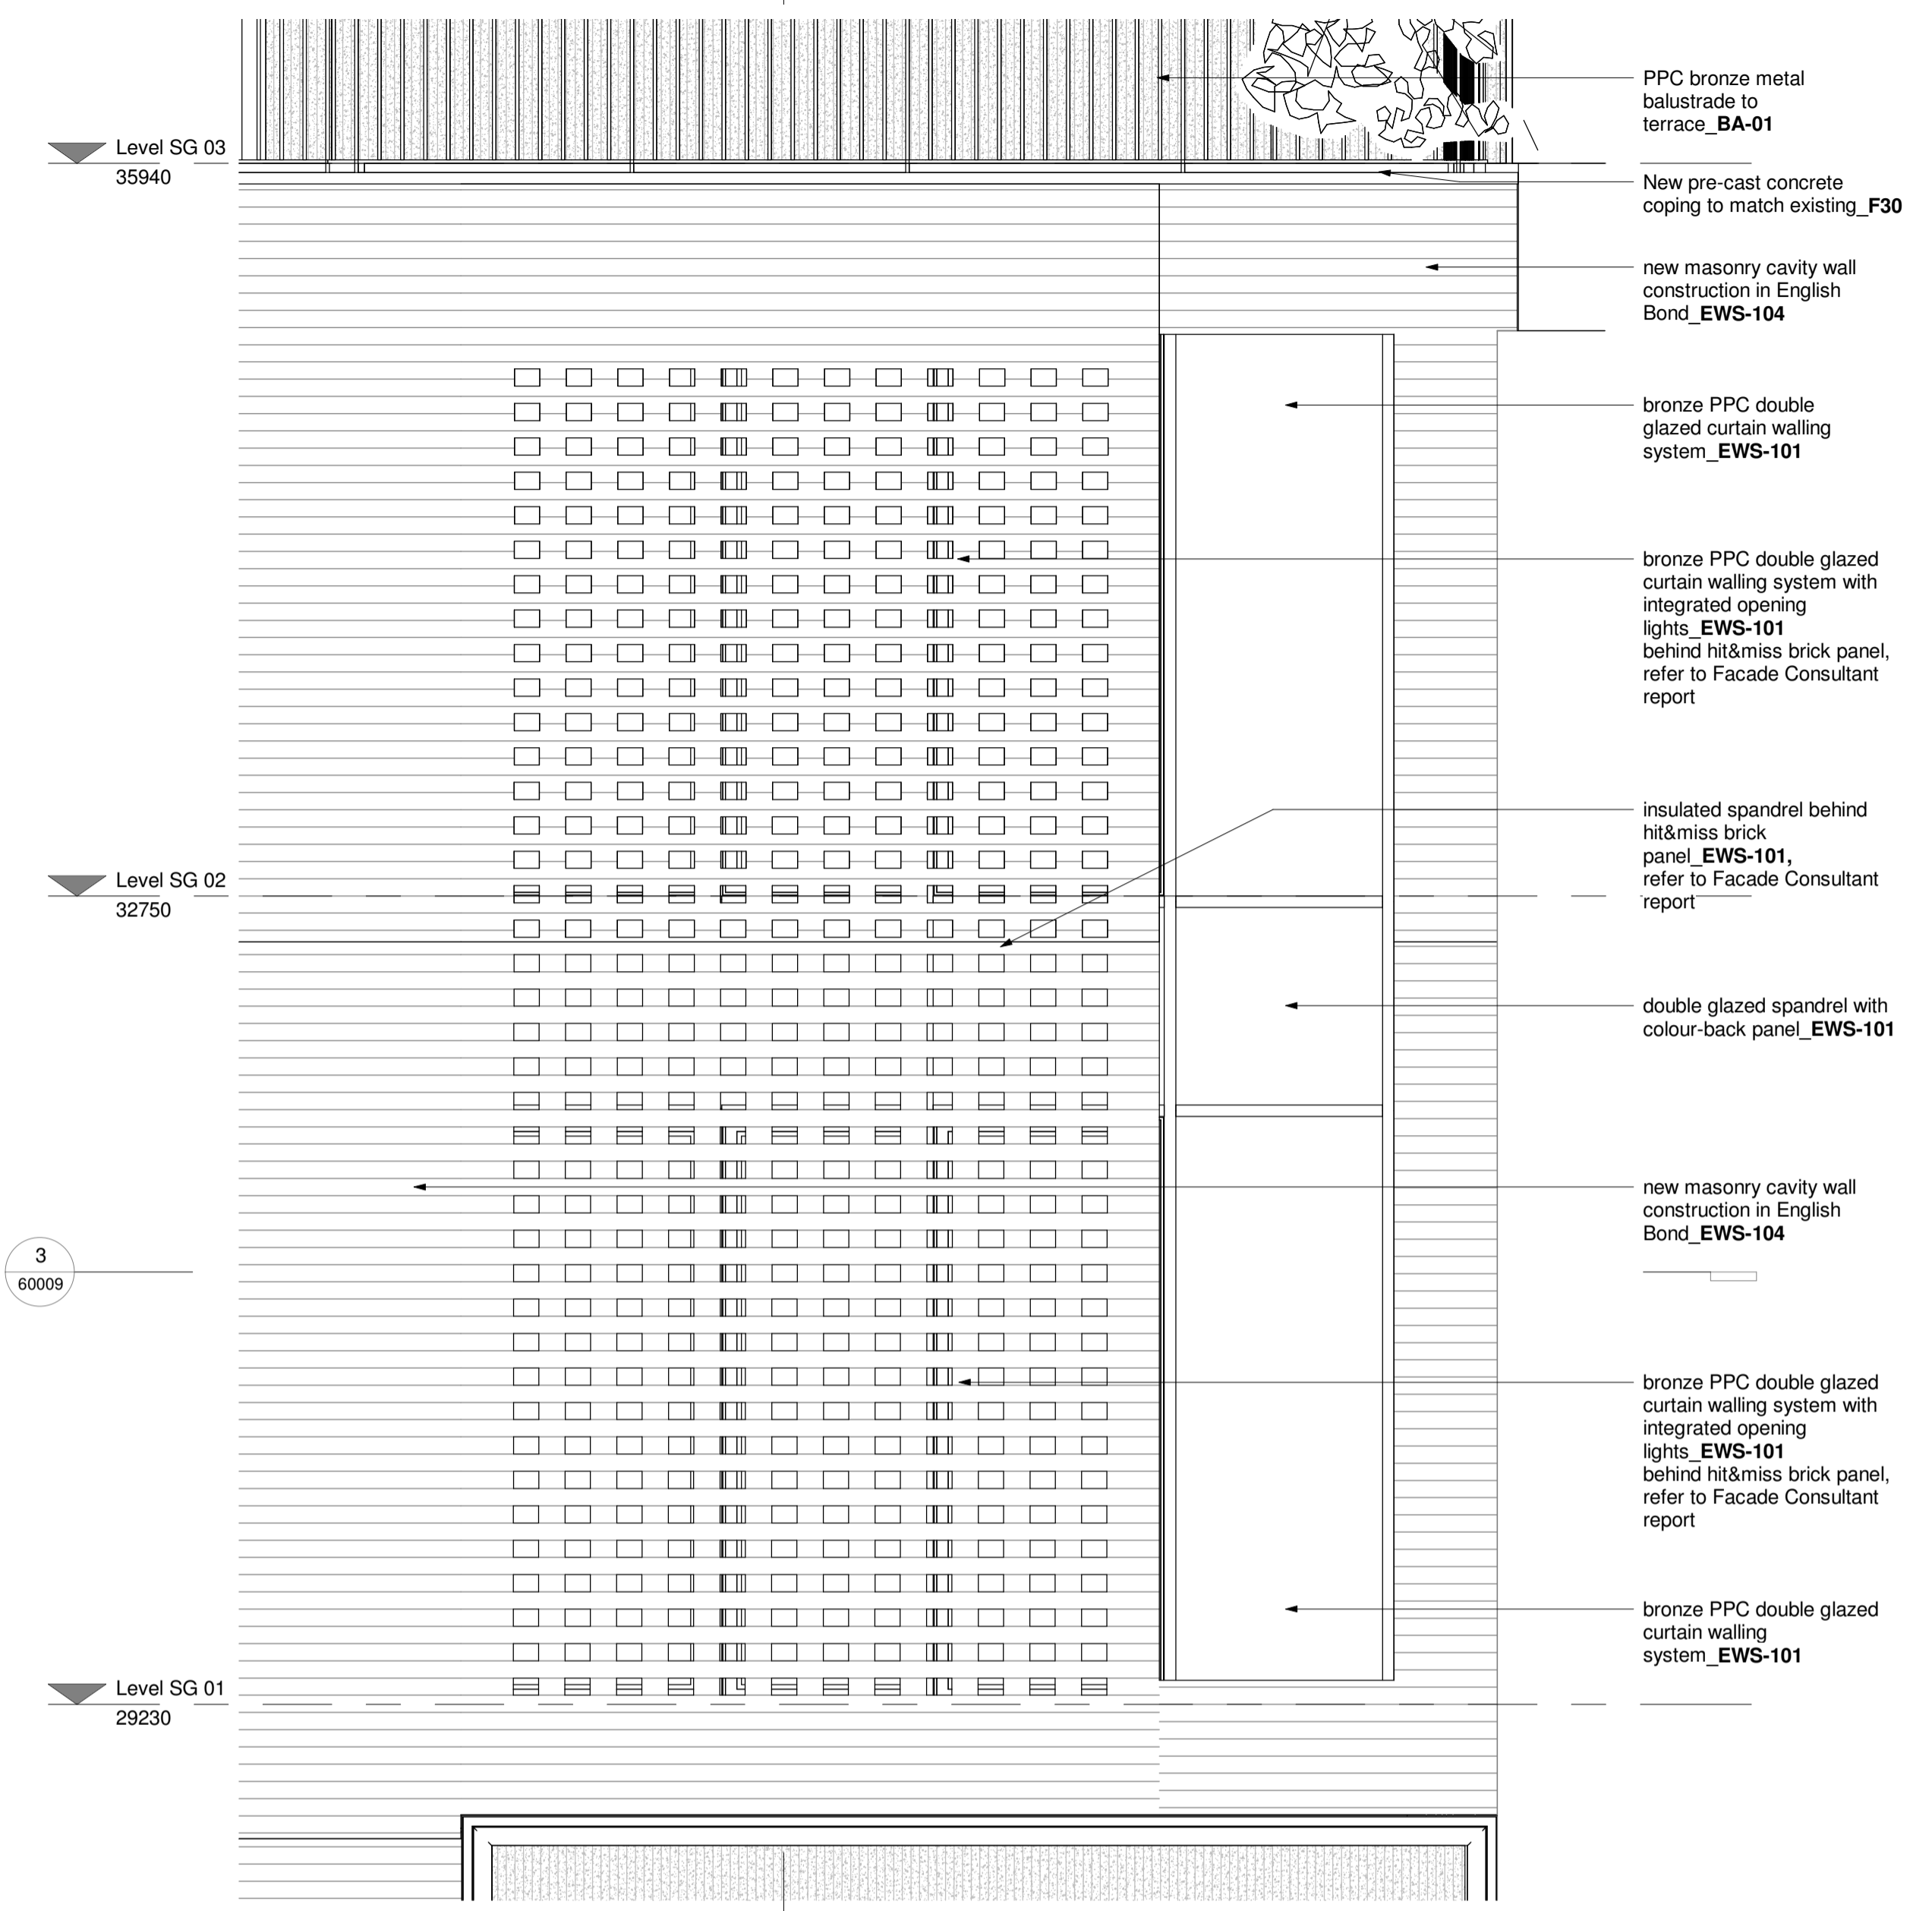 PPC bronze metal
balustrade to
terrace_BA-01
Level SG 03
35940
New pre-cast concrete
coping to match existing_F30
new masonry cavity wall
construction in English
Bond_EWS-104
bronze PPC double
glazed curtain walling
system_EWS-101
bronze PPC double glazed
curtain walling system with
integrated opening
lights_EWS-101
behind hit&miss brick panel,
refer to Facade Consultant
report
insulated spandrel behind
hit&miss brick
panel_EWS-101,
refer to Facade Consultant
report
Level SG 02
32750
double glazed spandrel with
colour-back panel_EWS-101
new masonry cavity wall
construction in English
Bond_EWS-104
3
60009
bronze PPC double glazed
curtain walling system with
integrated opening
lights_EWS-101
behind hit&miss brick panel,
refer to Facade Consultant
report
bronze PPC double glazed
curtain walling
system_EWS-101
Level SG 01
29230